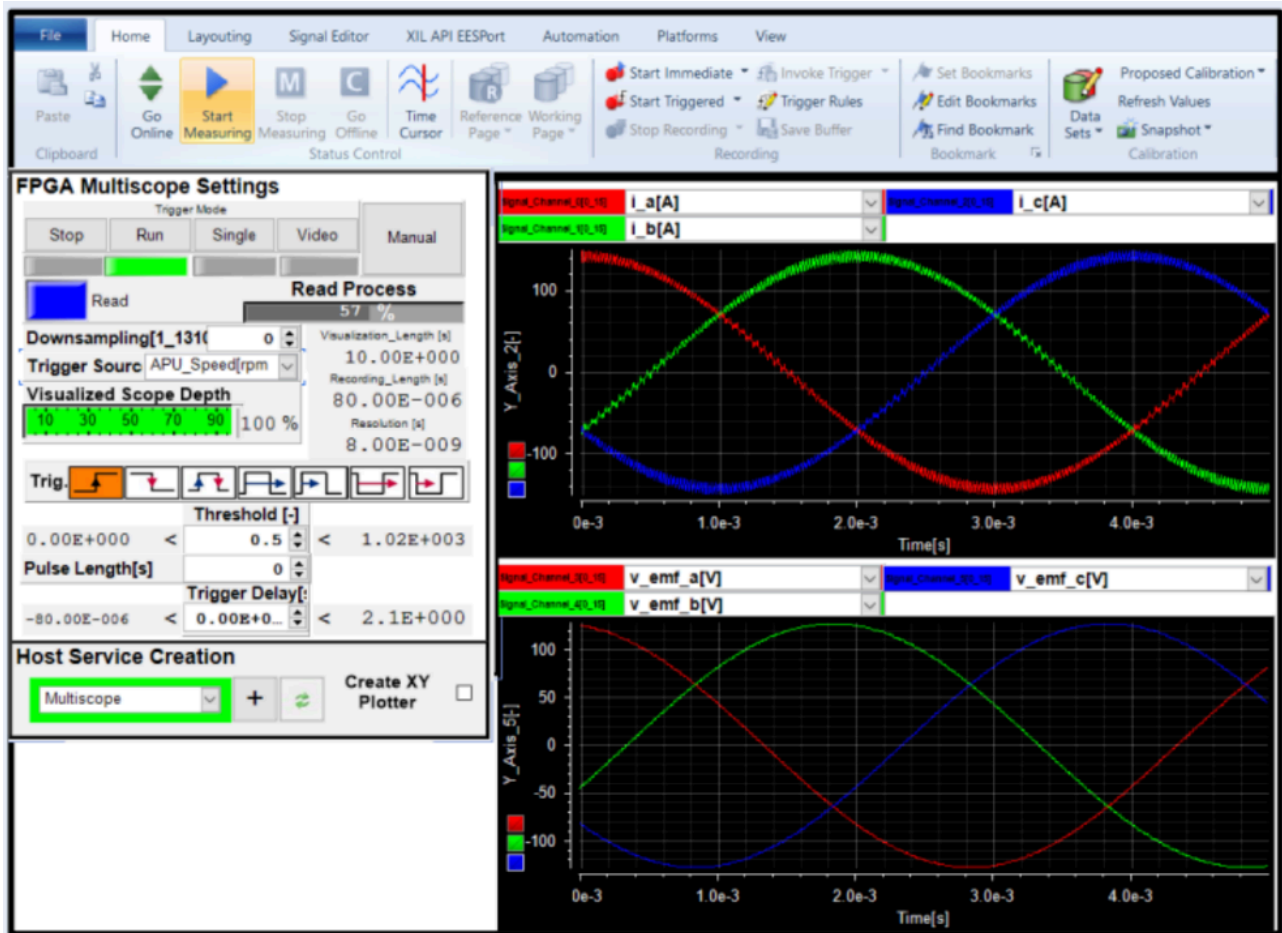 File Home Layouting Signal Editor XIL API EESPort Automation Platforms View
Paste
Clipboard
Go Online
Start Measuring
M
Stop Measuring
C
Go Offline
Time Cursor
Status Control
R
Reference Page
Working Page
Start Immediate Invoke Trigger
Start Triggered Trigger Rules
Stop Recording Save Buffer
Recording
Set Bookmarks
Edit Bookmarks
Find Bookmark
Bookmark
Data Sets
Proposed Calibration
Refresh Values
Snapshot
Calibration
FPGA Multiscope Settings
Trigger Mode
Stop Run Single Video Manual
Read
Read Process
57 %
Downsampling[1_131( 0
Trigger Sourc APU_Speed[rpm
Visualized Scope Depth
10 30 50 70 90 100 %
Visualization_Length [s]
10.00E+000
Recording_Length [s]
80.00E-006
Resolution [s]
8.00E-009
Trig.
Threshold [-]
0.00E+000 < 0.5 < 1.02E+003
Pulse Length[s] 0
Trigger Delay[
-80.00E-006 < 0.00E+0... < 2.1E+000
Host Service Creation
Multiscope +
Create XY Plotter
i_a[A] i_c[A]
i_b[A]
Y_Axis_2[-]
100
0
-100
0e-3 1.0e-3 2.0e-3 3.0e-3 4.0e-3
Time[s]
v_emf_a[V] v_emf_c[V]
v_emf_b[V]
Y_Axis_5[-]
100
50
0
-50
-100
0e-3 1.0e-3 2.0e-3 3.0e-3 4.0e-3
Time[s]